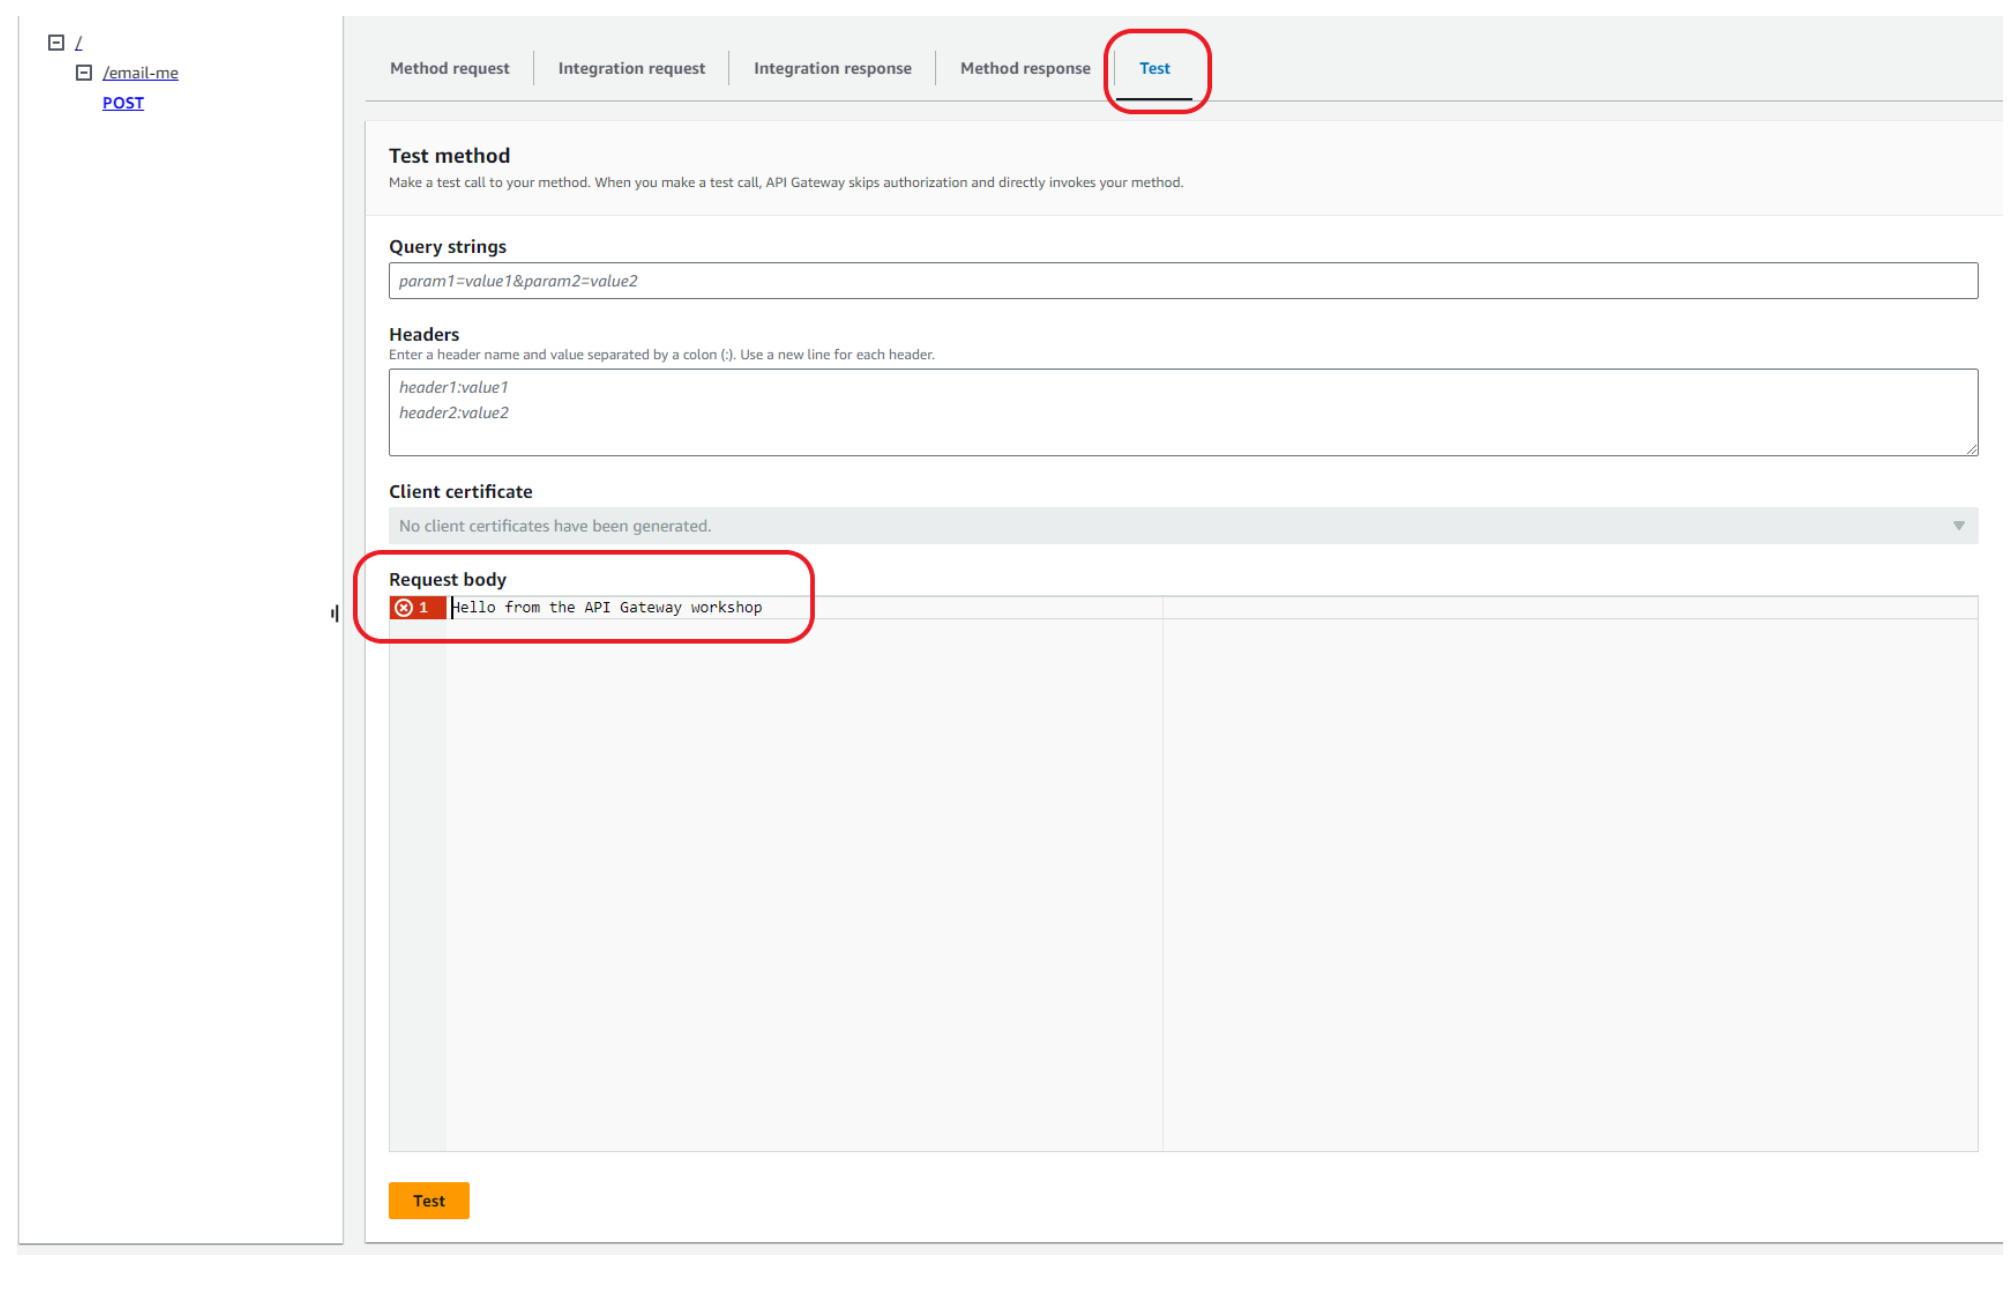 /
/email-me
POST
Method request Integration request Integration response Method response Test
Test method
Make a test call to your method. When you make a test call, API Gateway skips authorization and directly invokes your method.
Query strings
param1=value1&param2=value2
Headers
Enter a header name and value separated by a colon (:). Use a new line for each header.
header1:value1
header2:value2
Client certificate
No client certificates have been generated.
Request body
1 Hello from the API Gateway workshop
Test